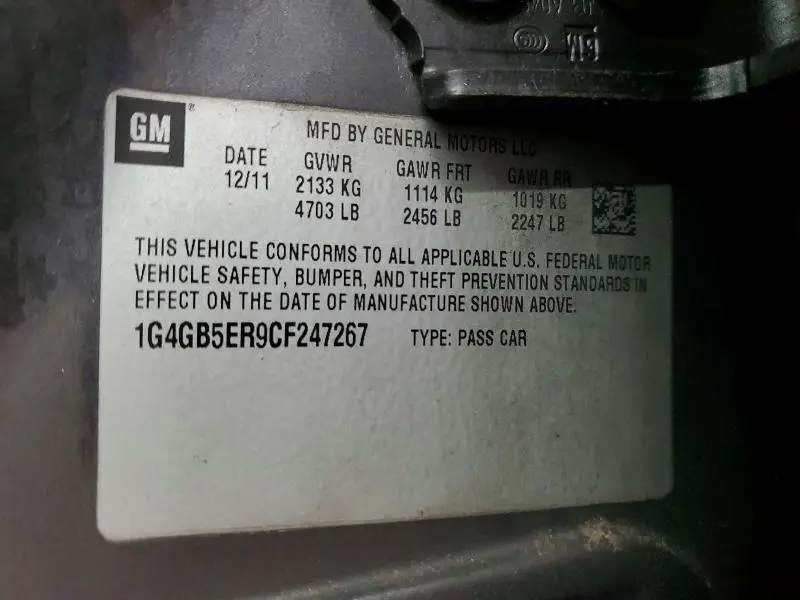 GM
GM ®
MFD BY GENERAL MOTORS LLC
DATE GVWR GAWR FRT GAWR RR
12/11 2133 KG 1114 KG 1019 KG
4703 LB 2456 LB 2247 LB
THIS VEHICLE CONFORMS TO ALL APPLICABLE U.S. FEDERAL MOTOR
VEHICLE SAFETY, BUMPER, AND THEFT PREVENTION STANDARDS IN
EFFECT ON THE DATE OF MANUFACTURE SHOWN ABOVE.
1G4GB5ER9CF247267 TYPE: PASS CAR